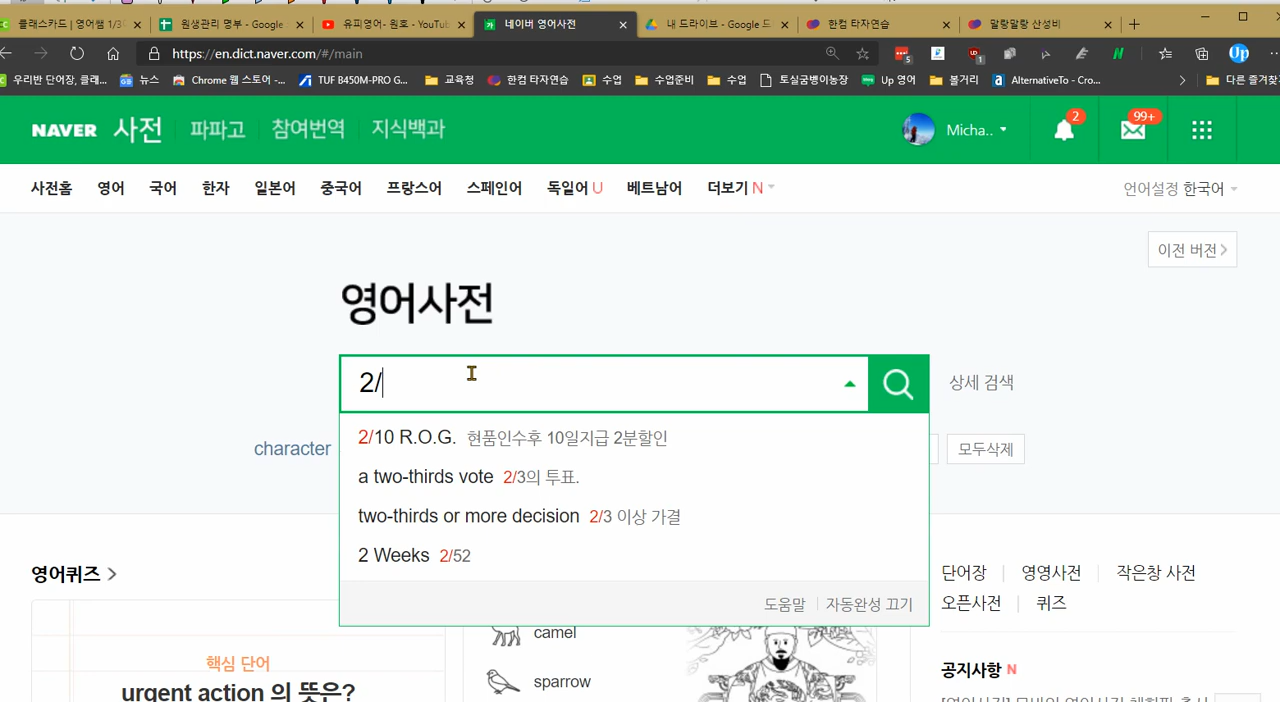 클래스카드 | 영어쌤 1/3
원생관리 명부 - Google
유피영어 - 원호 - YouTu
네이버 영어사전
내 드라이브 - Google 드
한컴 타자연습
말랑말랑 산성비
https://en.dict.naver.com/#/main
5
1
Up
우리반 단어장, 클래...
뉴스
Chrome 웹 스토어 -...
TUF B450M-PRO G...
교육청
한컴 타자연습
수업
수업준비
수업
토실굼벵이농장
Up 영어
볼거리
AlternativeTo - Cro...
다른 즐겨찾
NAVER 사전
파파고
참여번역
지식백과
Micha..
2
99+
사전홈
영어
국어
한자
일본어
중국어
프랑스어
스페인어
독일어 U
베트남어
더보기 N
언어설정 한국어
이전 버전
영어사전
2/
상세 검색
character
모두삭제
2/10 R.O.G. 현품인수후 10일지급 2분할인
a two-thirds vote 2/3의 투표.
two-thirds or more decision 2/3 이상 가결
2 Weeks 2/52
도움말
자동완성 끄기
영어퀴즈
핵심 단어
urgent action 의 뜻은?
camel
sparrow
단어장
영영사전
작은창 사전
오픈사전
퀴즈
공지사항 N